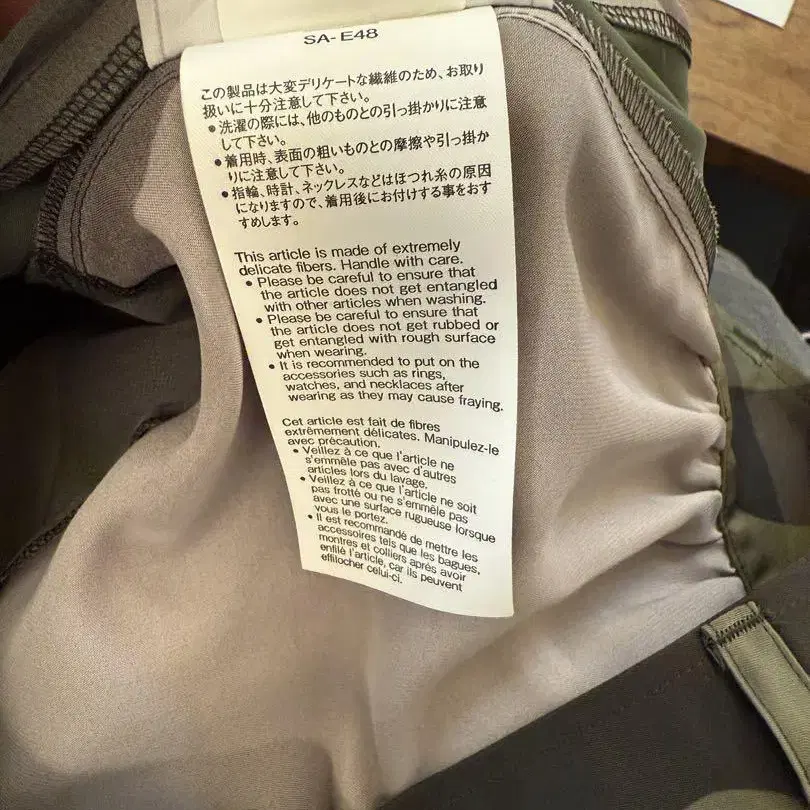 SA-E48
この製品は大変デリケートな繊維のため、お取り
扱いに十分注意して下さい。
●洗濯の際には、他のものとの引っ掛かりに注意
して下さい。
●着用時、表面の粗いものとの摩擦や引っ掛か
りに注意して下さい。
●指輪、時計、ネックレスなどはほつれ糸の原因
になりますので、着用後にお付けする事をおす
すめします。
This article is made of extremely
delicate fibers. Handle with care.
● Please be careful to ensure that
the article does not get entangled
with other articles when washing.
● Please be careful to ensure that
the article does not get rubbed or
get entangled with rough surface
when wearing.
● It is recommended to put on the
accessories such as rings,
watches, and necklaces after
wearing as they may cause fraying.
Cet article est fait de fibres
extrêmement délicates. Manipulez-le
avec précaution.
● Veillez à ce que l'article ne
s'emmêle pas avec d'autres
articles lors du lavage.
● Veillez à ce que l'article ne soit
pas frotté ou ne s'emmêle pas
avec une surface rugueuse lorsque
vous le portez.
● Il est recommandé de mettre les
accessoires tels que les bagues,
montres et colliers après avoir
enfilé l'article, car ils peuvent
effilocher celui-ci.